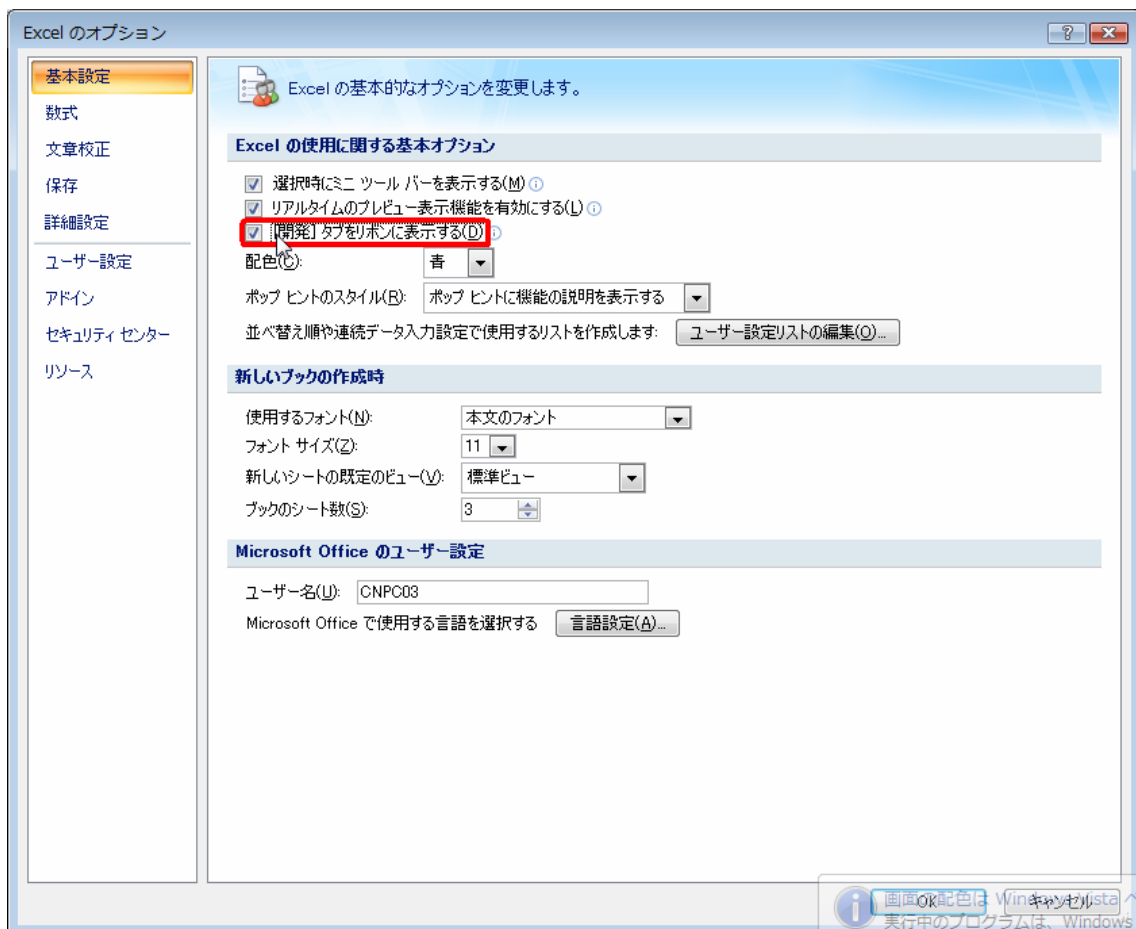 Excel のオプション
基本設定
数式
文章校正
保存
詳細設定
ユーザー設定
アドイン
セキュリティ センター
リソース
Excel の基本的なオプションを変更します。
Excel の使用に関する基本オプション
選択時にミニ ツール バーを表示する(M)
リアルタイムのプレビュー表示機能を有効にする(L)
[開発] タブをリボンに表示する(D)
配色(C): 青
ポップ ヒントのスタイル(R): ポップ ヒントに機能の説明を表示する
並べ替え順や連続データ入力設定で使用するリストを作成します: ユーザー設定リストの編集(O)...
新しいブックの作成時
使用するフォント(N): 本文のフォント
フォント サイズ(Z): 11
新しいシートの既定のビュー(V): 標準ビュー
ブックのシート数(S): 3
Microsoft Office のユーザー設定
ユーザー名(U): CNPC03
Microsoft Office で使用する言語を選択する 言語設定(A)...
OK キャンセル
画面の配色は Windows Vista
実行中のプログラムは、Windows